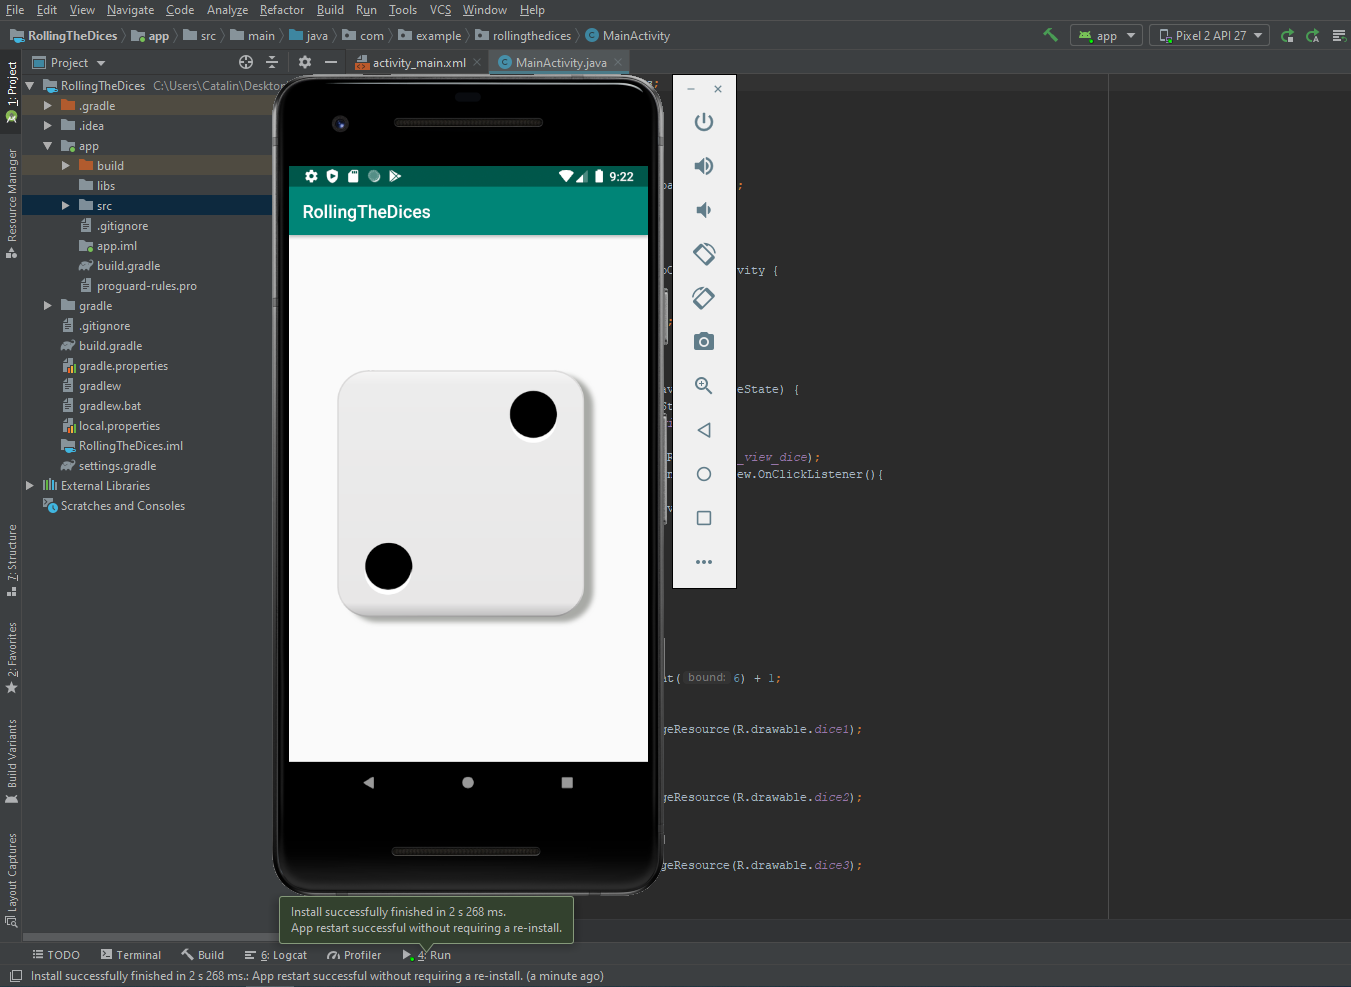 File Edit View Navigate Code Analyze Refactor Build Run Tools VCS Window Help
RollingTheDices app src main java com example rollingthedices MainActivity app Pixel 2 API 27
Project activity_main.xml MainActivity.java
1: Project
Resource Manager
7: Structure
2: Favorites
Build Variants
Layout Captures
RollingTheDices C:\Users\Catalin\Deskto
.gradle
.idea
app
build
libs
src
.gitignore
app.iml
build.gradle
proguard-rules.pro
gradle
.gitignore
build.gradle
gradle.properties
gradlew
gradlew.bat
local.properties
RollingTheDices.iml
settings.gradle
External Libraries
Scratches and Consoles
9:22
RollingTheDices
;
vity {
;
eState) {
_view_dice);
ew.OnClickListener(){
t( bound: 6) + 1;
geResource(R.drawable.dice1);
geResource(R.drawable.dice2);
geResource(R.drawable.dice3);
Install successfully finished in 2 s 268 ms.
App restart successful without requiring a re-install.
TODO Terminal Build 6: Logcat Profiler 4: Run
Install successfully finished in 2 s 268 ms.: App restart successful without requiring a re-install. (a minute ago)